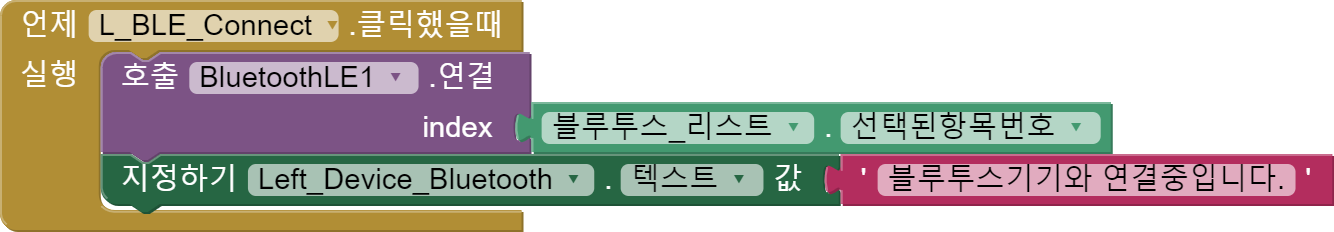 언제 L_BLE_Connect .클릭했을때
실행 호출 BluetoothLE1 .연결
index 블루투스_리스트 . 선택된항목번호
지정하기 Left_Device_Bluetooth . 텍스트 값 ' 블루투스기기와 연결중입니다. '